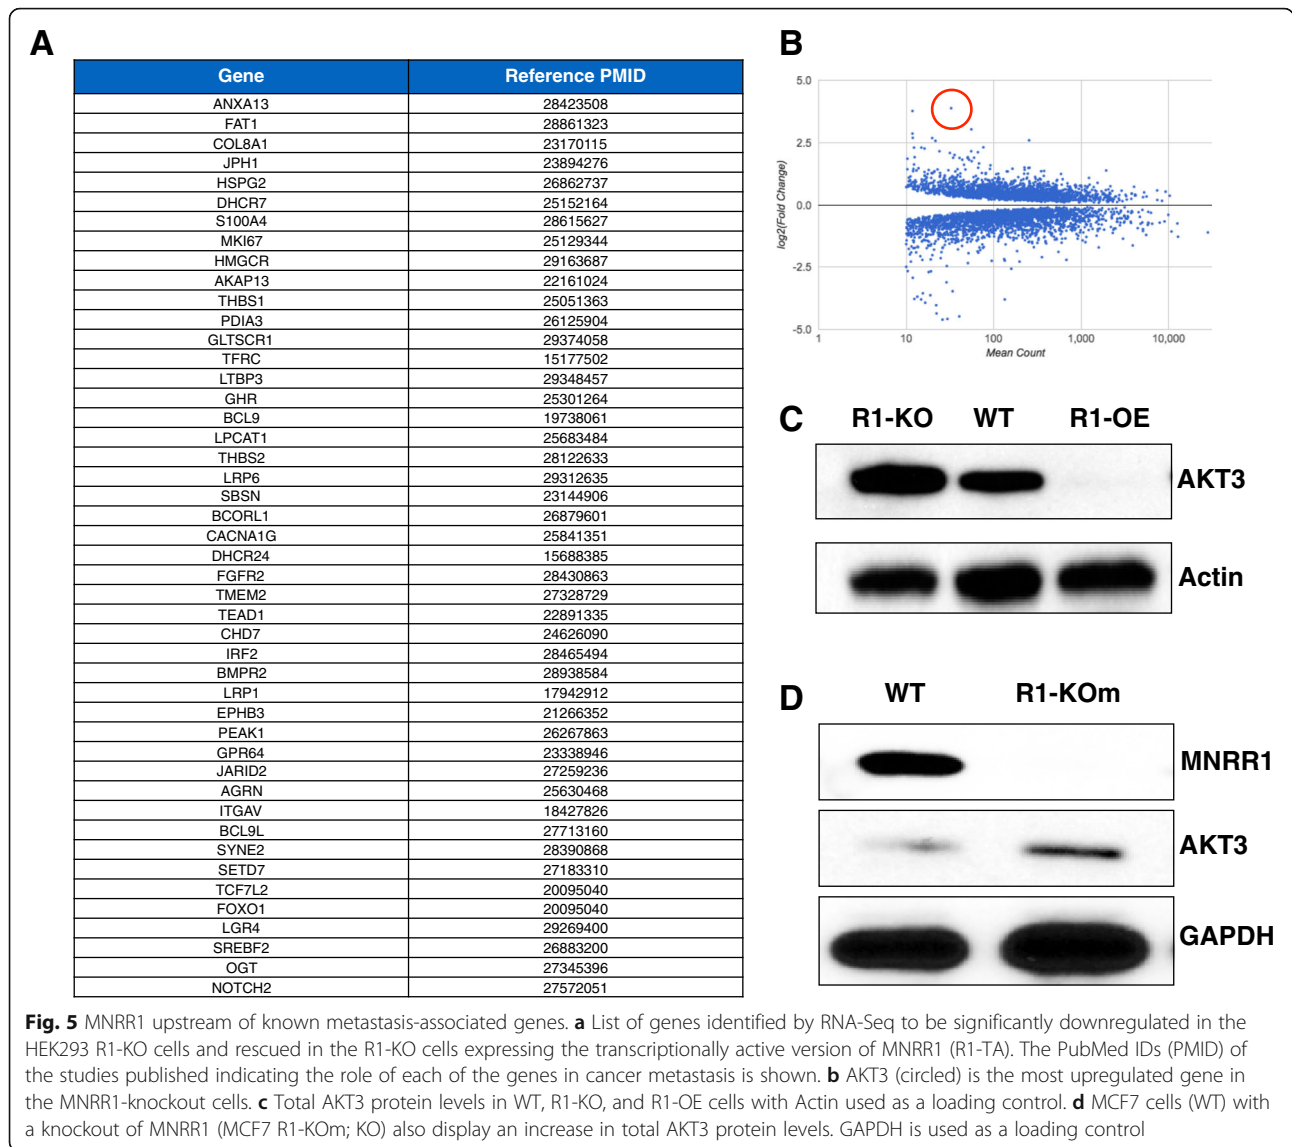 A
Gene Reference PMID
ANXA13 28423508
FAT1 28861323
COL8A1 23170115
JPH1 23894276
HSPG2 26862737
DHCR7 25152164
S100A4 28615627
MKI67 25129344
HMGCR 29163687
AKAP13 22161024
THBS1 25051363
PDIA3 26125904
GLTSCR1 29374058
TFRC 15177502
LTBP3 29348457
GHR 25301264
BCL9 19738061
LPCAT1 25683484
THBS2 28122633
LRP6 29312635
SBSN 23144906
BCORL1 26879601
CACNA1G 25841351
DHCR24 15688385
FGFR2 28430863
TMEM2 27328729
TEAD1 22891335
CHD7 24626090
IRF2 28465494
BMPR2 28938584
LRP1 17942912
EPHB3 21266352
PEAK1 26267863
GPR64 23338946
JARID2 27259236
AGRN 25630468
ITGAV 18427826
BCL9L 27713160
SYNE2 28390868
SETD7 27183310
TCF7L2 20095040
FOXO1 20095040
LGR4 29269400
SREBF2 26883200
OGT 27345396
NOTCH2 27572051
B
5.0
2.5
0.0
-2.5
-5.0
log2(Fold Change)
1 10 100 1,000 10,000
Mean Count
C
R1-KO WT R1-OE
AKT3
Actin
D
WT R1-KOm
MNRR1
AKT3
GAPDH
Fig. 5 MNRR1 upstream of known metastasis-associated genes. a List of genes identified by RNA-Seq to be significantly downregulated in the
HEK293 R1-KO cells and rescued in the R1-KO cells expressing the transcriptionally active version of MNRR1 (R1-TA). The PubMed IDs (PMID) of
the studies published indicating the role of each of the genes in cancer metastasis is shown. b AKT3 (circled) is the most upregulated gene in
the MNRR1-knockout cells. c Total AKT3 protein levels in WT, R1-KO, and R1-OE cells with Actin used as a loading control. d MCF7 cells (WT) with
a knockout of MNRR1 (MCF7 R1-KOm; KO) also display an increase in total AKT3 protein levels. GAPDH is used as a loading control